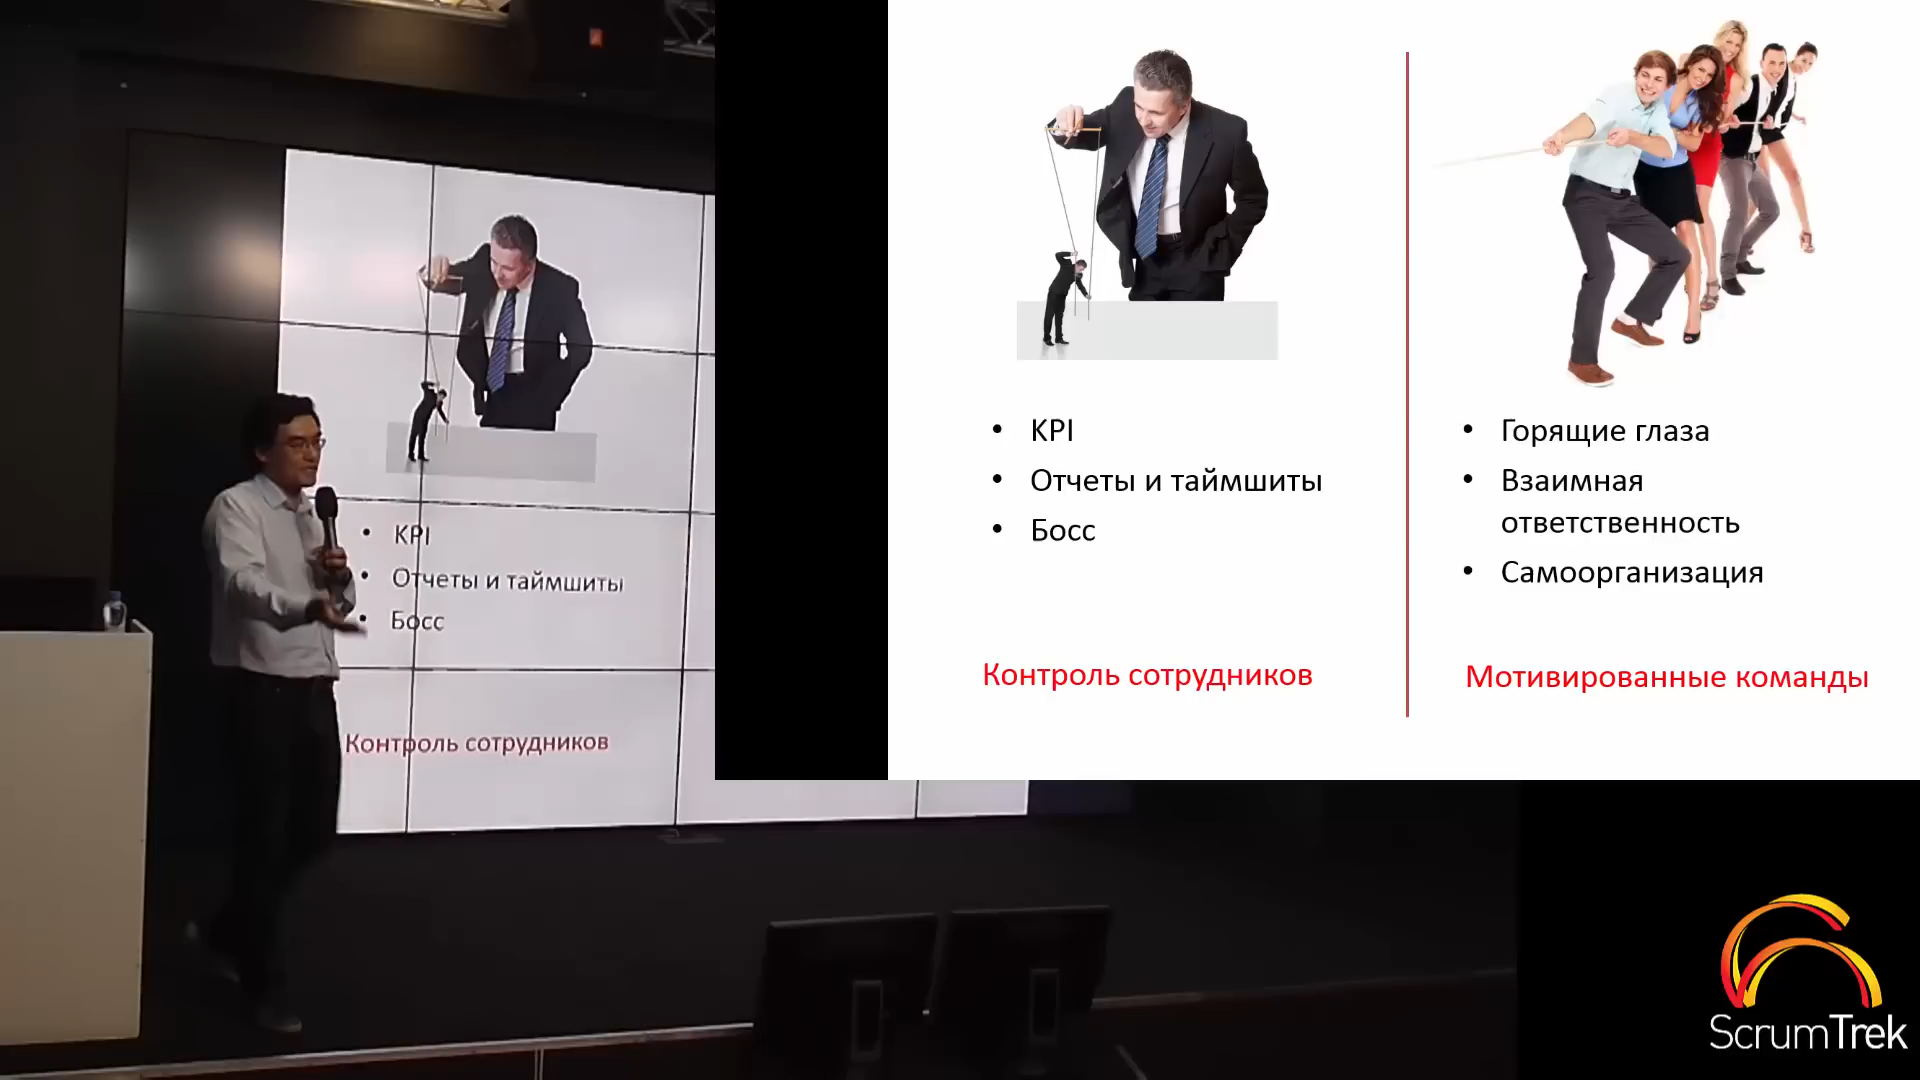 • KPI
• Отчеты и таймшиты
• Босс
Контроль сотрудников
• KPI
• Отчеты и таймшиты
• Босс
Контроль сотрудников
• Горящие глаза
• Взаимная
ответственность
• Самоорганизация
Мотивированные команды
ScrumTrek